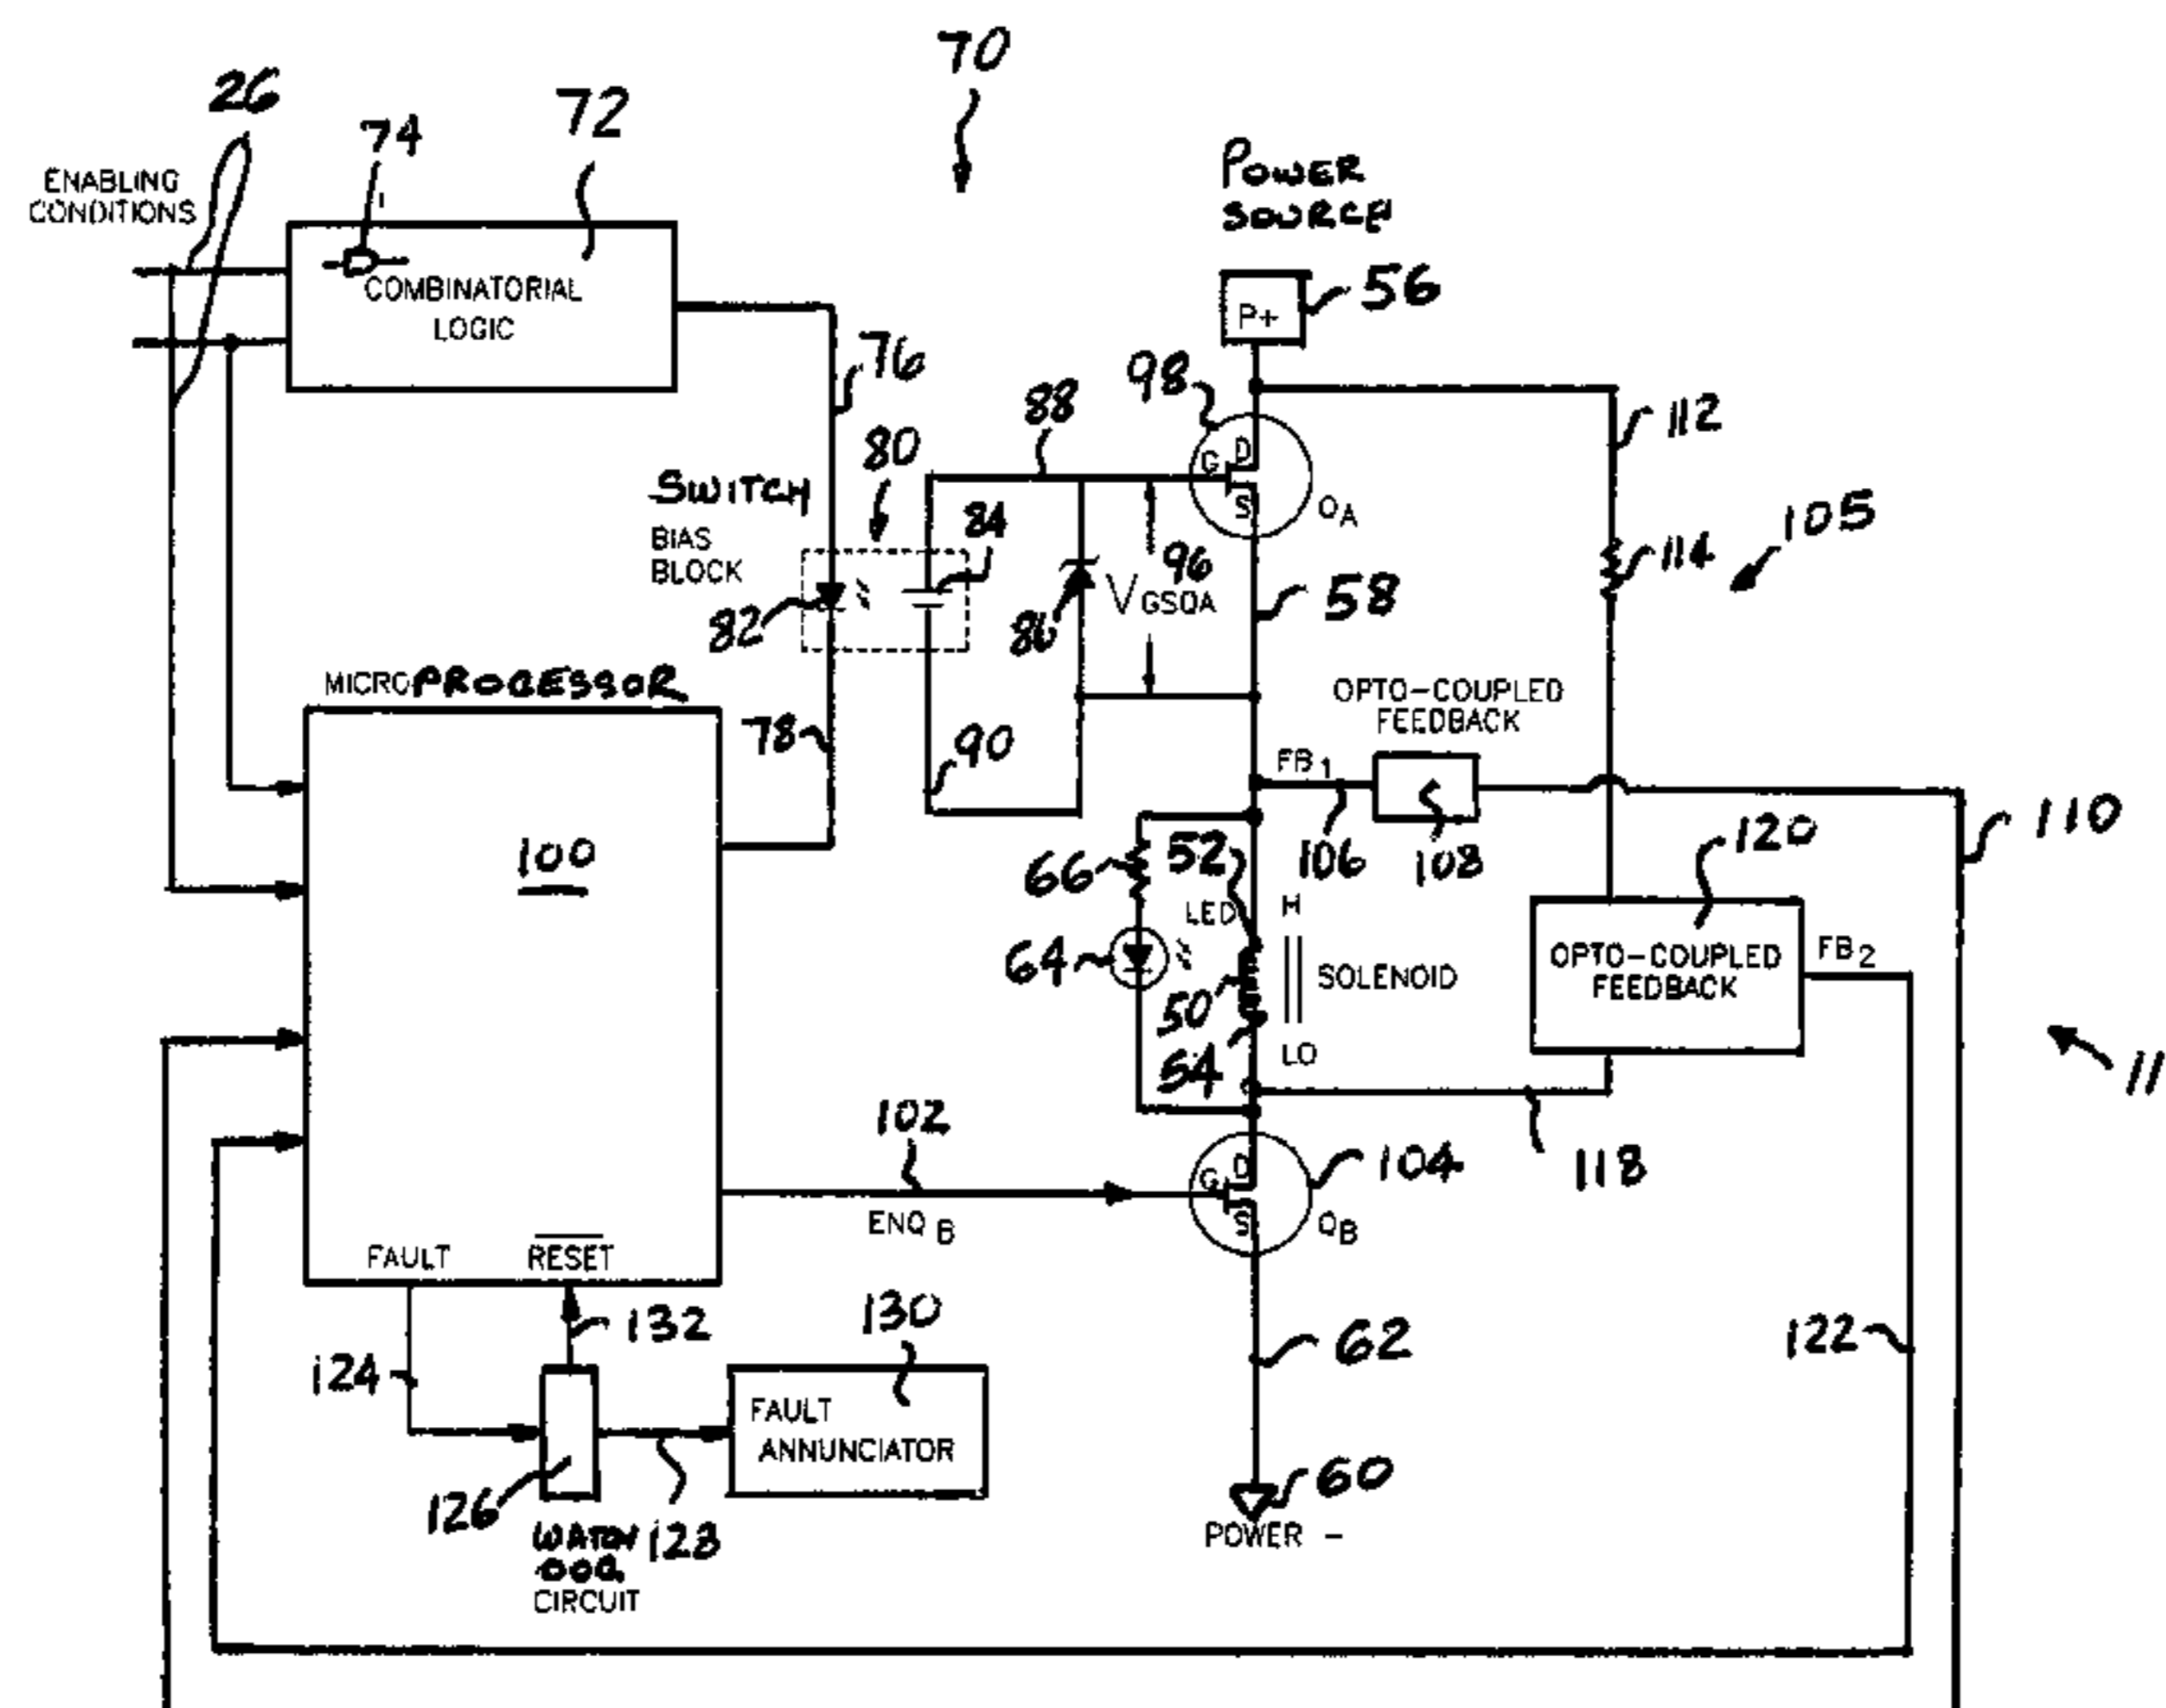 70
26
74
72
ENABLING
CONDITIONS
COMBINATORIAL
LOGIC
POWER
SOURCE
P+
56
76
98
88
112
80
SWITCH
BIAS
BLOCK
82
84
86
96
VGSQA
G
D
S
QA
58
114
105
MICROPROCESSOR
78
90
OPTO-COUPLED
FEEDBACK
FB1
106
108
110
100
66
52
LED
HI
64
50
SOLENOID
54
LO
120
OPTO-COUPLED
FEEDBACK
FB2
11
118
102
ENQB
G
D
S
QB
104
FAULT
RESET
132
130
124
62
122
FAULT
ANNUNCIATOR
126
128
WATCH
DOG
CIRCUIT
60
POWER -